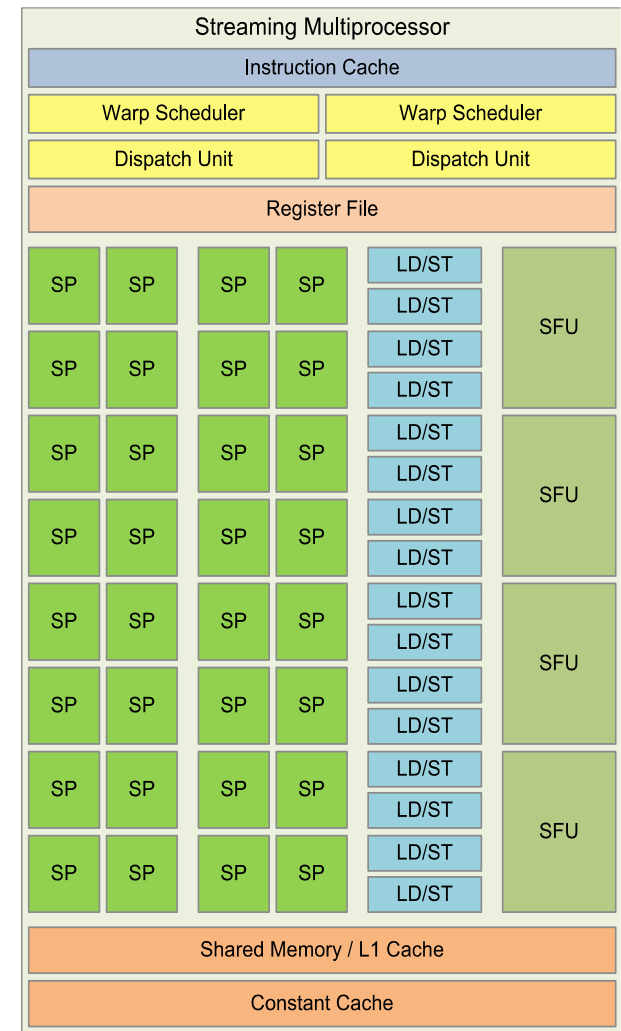 Streaming Multiprocessor
Instruction Cache
Warp Scheduler Warp Scheduler
Dispatch Unit Dispatch Unit
Register File
LD/ST
SP SP SP SP SFU
LD/ST
LD/ST
SP SP SP SP
LD/ST
LD/ST
SP SP SP SP SFU
LD/ST
LD/ST
SP SP SP SP
LD/ST
LD/ST
SP SP SP SP SFU
LD/ST
LD/ST
SP SP SP SP
LD/ST
LD/ST
SP SP SP SP SFU
LD/ST
LD/ST
SP SP SP SP
LD/ST
Shared Memory / L1 Cache
Constant Cache